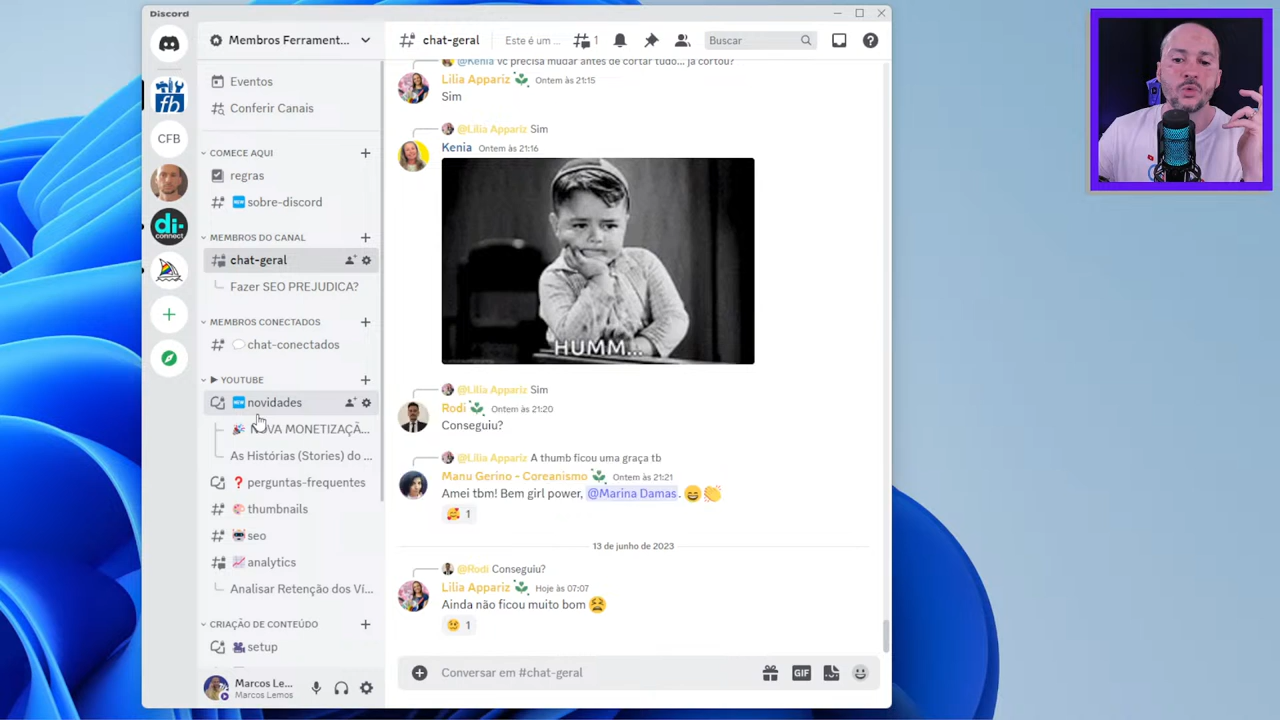 Discord
Membros Ferrament...
Eventos
Conferir Canais
COMECE AQUI
regras
NEW sobre-discord
MEMBROS DO CANAL
chat-geral
Fazer SEO PREJUDICA?
MEMBROS CONECTADOS
chat-conectados
YOUTUBE
NEW novidades
NOVA MONETIZAÇÃ...
As Histórias (Stories) do ...
❓ perguntas-frequentes
thumbnails
seo
analytics
Analisar Retenção dos Ví...
CRIAÇÃO DE CONTEÚDO
setup
Marcos Le...
Marcos Lemos
fb
CFB
di-
connect
chat-geral
Este é um ...
1
Buscar
@Kenia vc precisa mudar antes de cortar tudo... ja cortou?
Lilia Appariz Ontem às 21:15
Sim
@Lilia Appariz Sim
Kenia Ontem às 21:16
HUMM...
@Lilia Appariz Sim
Rodi Ontem às 21:20
Conseguiu?
@Lilia Appariz A thumb ficou uma graça tb
Manu Gerino - Coreanismo Ontem às 21:21
Amei tbm! Bem girl power, @Marina Damas. 😄👏
🥰 1
13 de junho de 2023
@Rodi Conseguiu?
Lilia Appariz Hoje às 07:07
Ainda não ficou muito bom 😫
😢 1
Conversar em #chat-geral
GIF